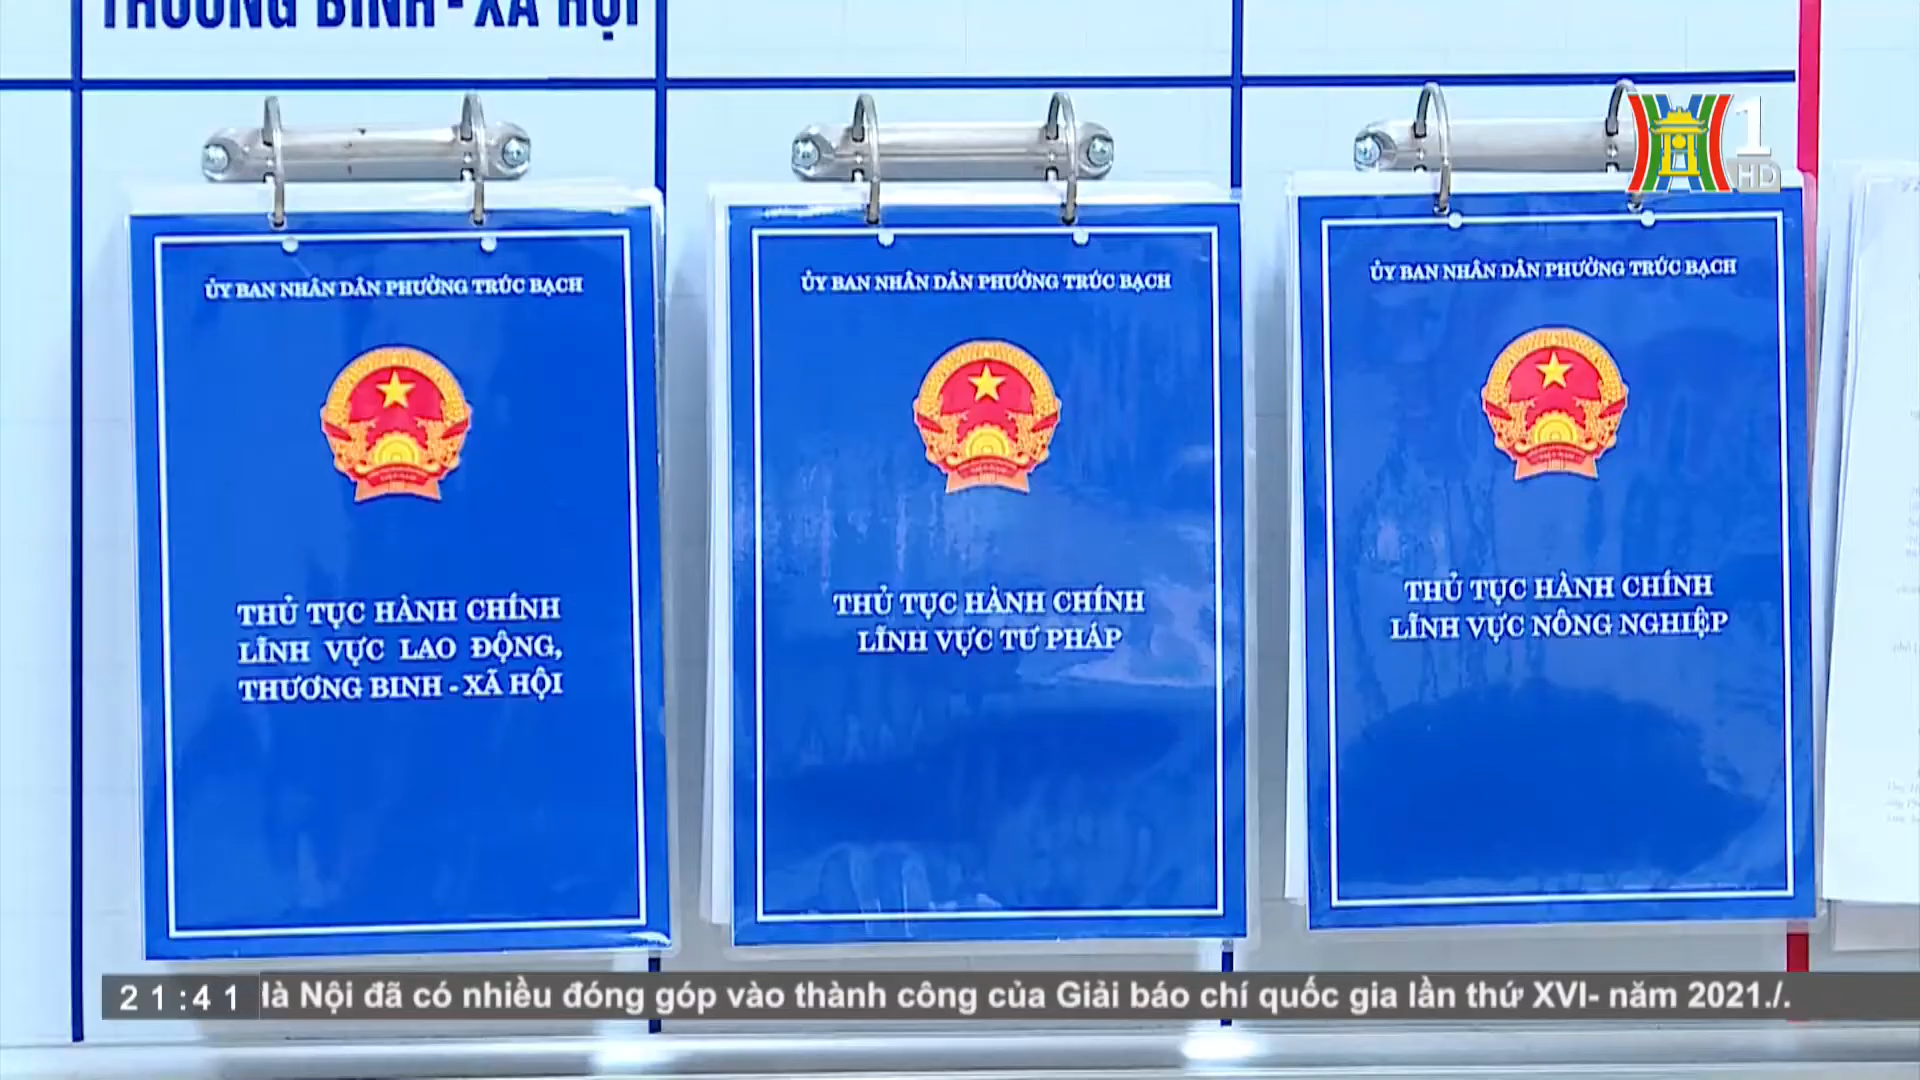 THƯƠNG BINH - XÃ HỘI
1
HD
ỦY BAN NHÂN DÂN PHƯỜNG TRÚC BẠCH
THỦ TỤC HÀNH CHÍNH
LĨNH VỰC LAO ĐỘNG,
THƯƠNG BINH - XÃ HỘI
ỦY BAN NHÂN DÂN PHƯỜNG TRÚC BẠCH
THỦ TỤC HÀNH CHÍNH
LĨNH VỰC TƯ PHÁP
ỦY BAN NHÂN DÂN PHƯỜNG TRÚC BẠCH
THỦ TỤC HÀNH CHÍNH
LĨNH VỰC NÔNG NGHIỆP
21:41 Nội đã có nhiều đóng góp vào thành công của Giải báo chí quốc gia lần thứ XVI- năm 2021./.